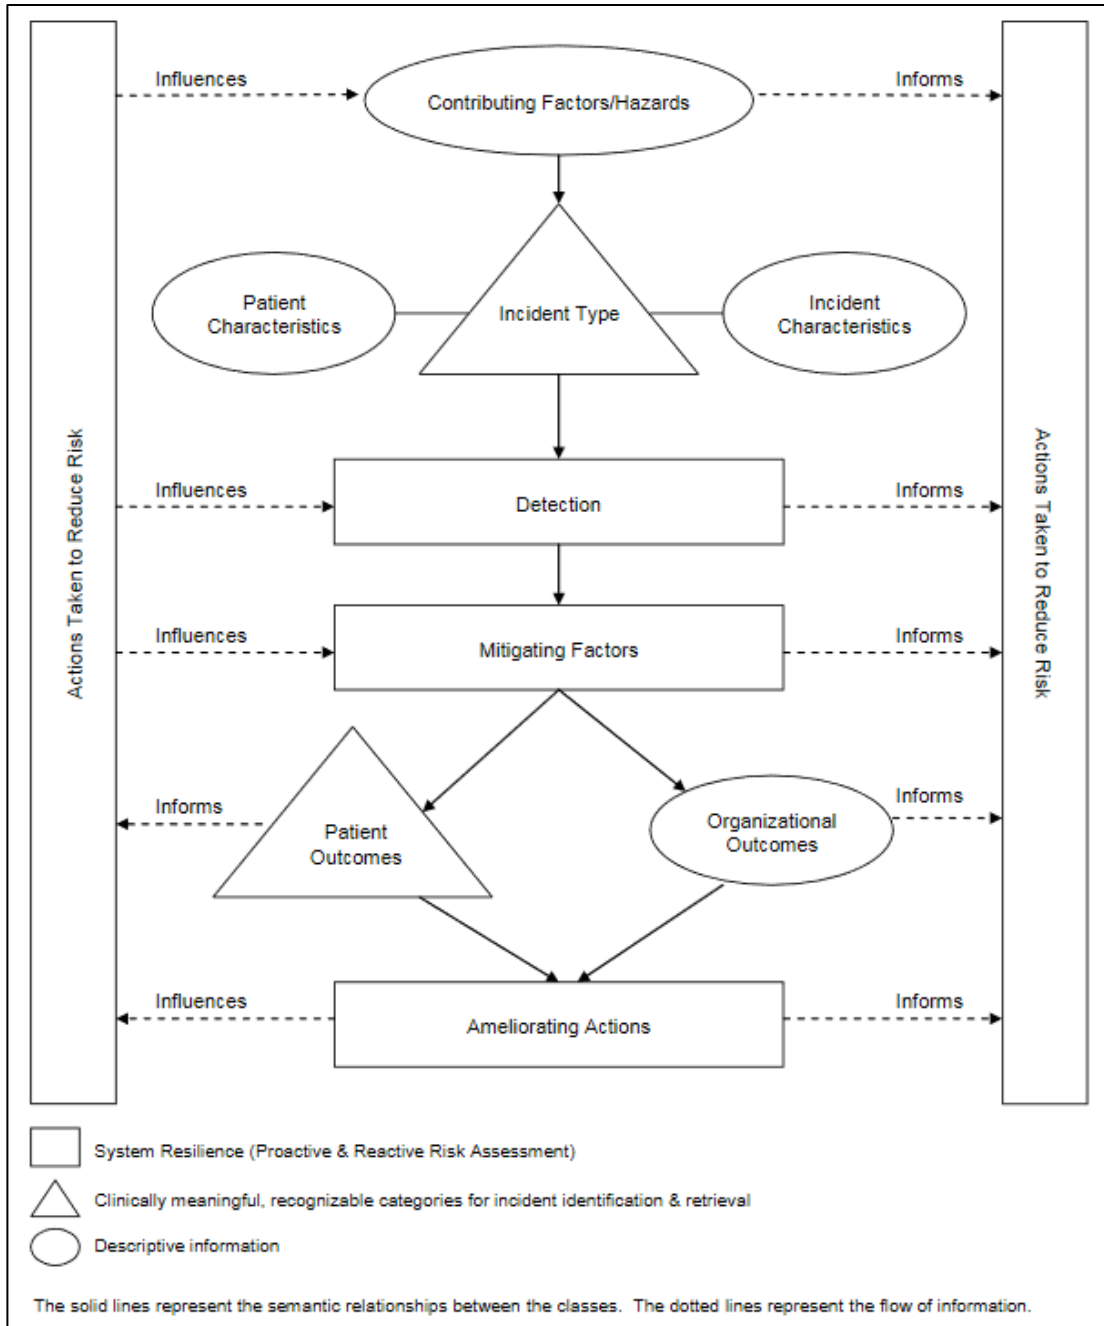 Influences
Contributing Factors/Hazards
Informs
Patient
Characteristics
Incident Type
Incident
Characteristics
Actions Taken to Reduce Risk
Actions Taken to Reduce Risk
Influences
Detection
Informs
Influences
Mitigating Factors
Informs
Informs
Patient
Outcomes
Organizational
Outcomes
Informs
Influences
Ameliorating Actions
Informs
System Resilience (Proactive & Reactive Risk Assessment)
Clinically meaningful, recognizable categories for incident identification & retrieval
Descriptive information
The solid lines represent the semantic relationships between the classes. The dotted lines represent the flow of information.